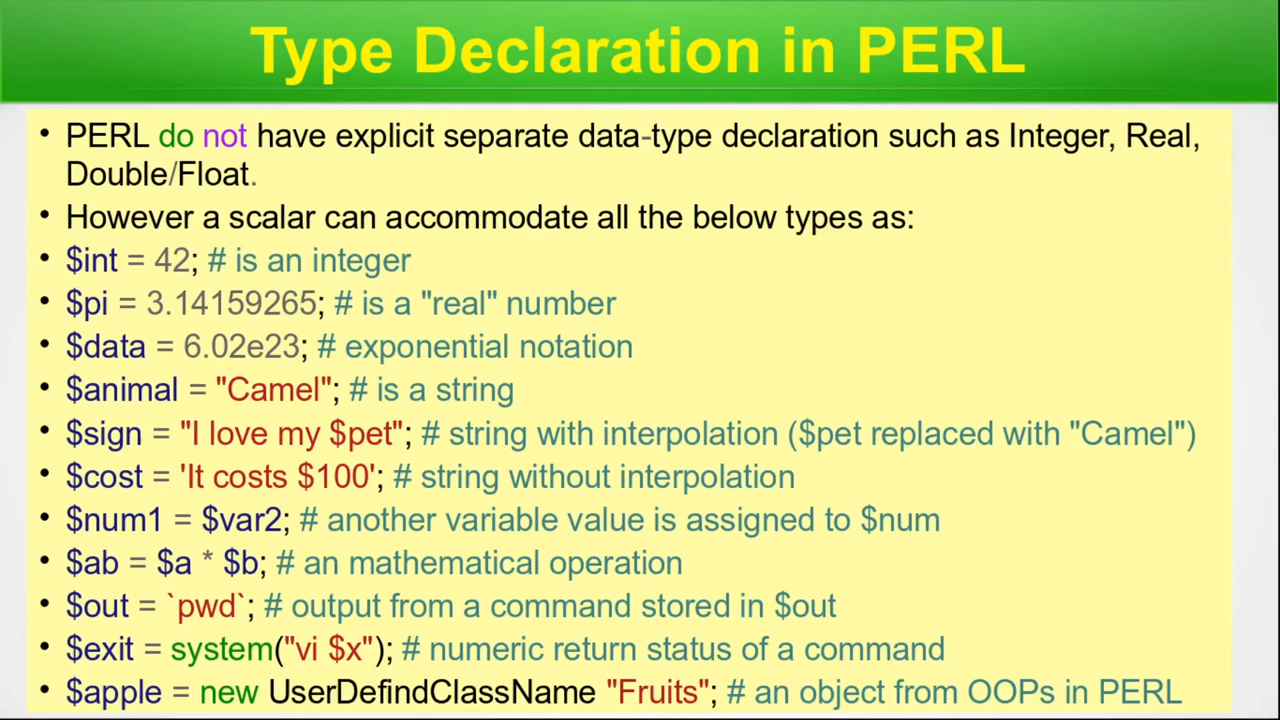 Type Declaration in PERL
• PERL do not have explicit separate data-type declaration such as Integer, Real,
Double/Float.
• However a scalar can accommodate all the below types as:
• $int = 42; # is an integer
• $pi = 3.14159265; # is a "real" number
• $data = 6.02e23; # exponential notation
• $animal = "Camel"; # is a string
• $sign = "I love my $pet"; # string with interpolation ($pet replaced with "Camel")
• $cost = 'It costs $100'; # string without interpolation
• $num1 = $var2; # another variable value is assigned to $num
• $ab = $a * $b; # an mathematical operation
• $out = `pwd`; # output from a command stored in $out
• $exit = system("vi $x"); # numeric return status of a command
• $apple = new UserDefindClassName "Fruits"; # an object from OOPs in PERL